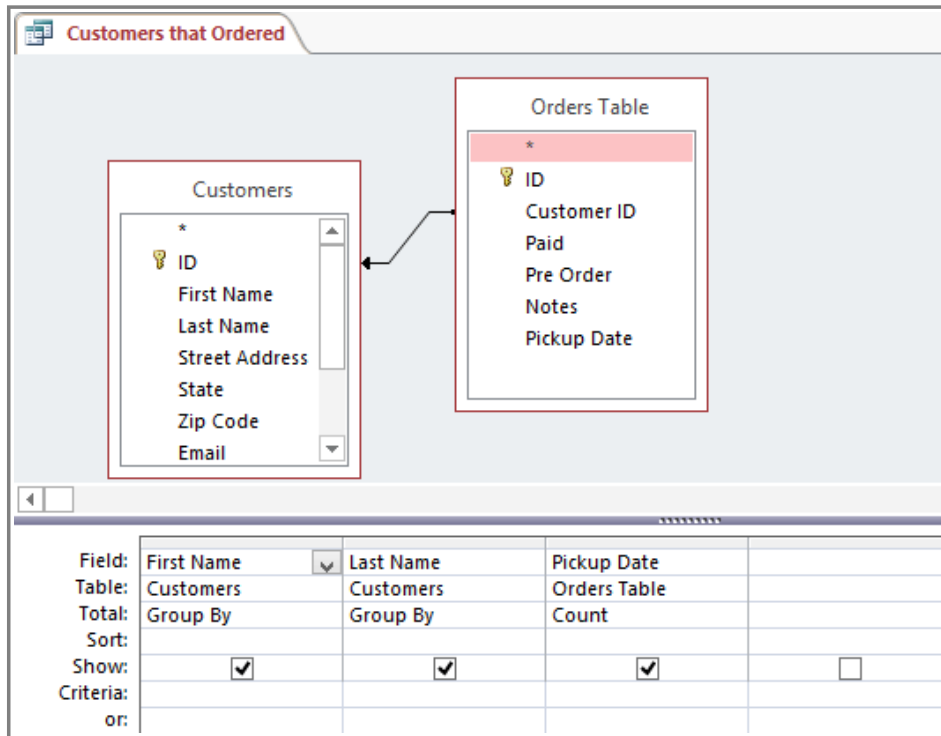 Customers that Ordered
Orders Table
*
ID
Customer ID
Paid
Pre Order
Notes
Pickup Date
Customers
*
ID
First Name
Last Name
Street Address
State
Zip Code
Email
Field: First Name Last Name Pickup Date
Table: Customers Customers Orders Table
Total: Group By Group By Count
Sort:
Show:
Criteria:
or: